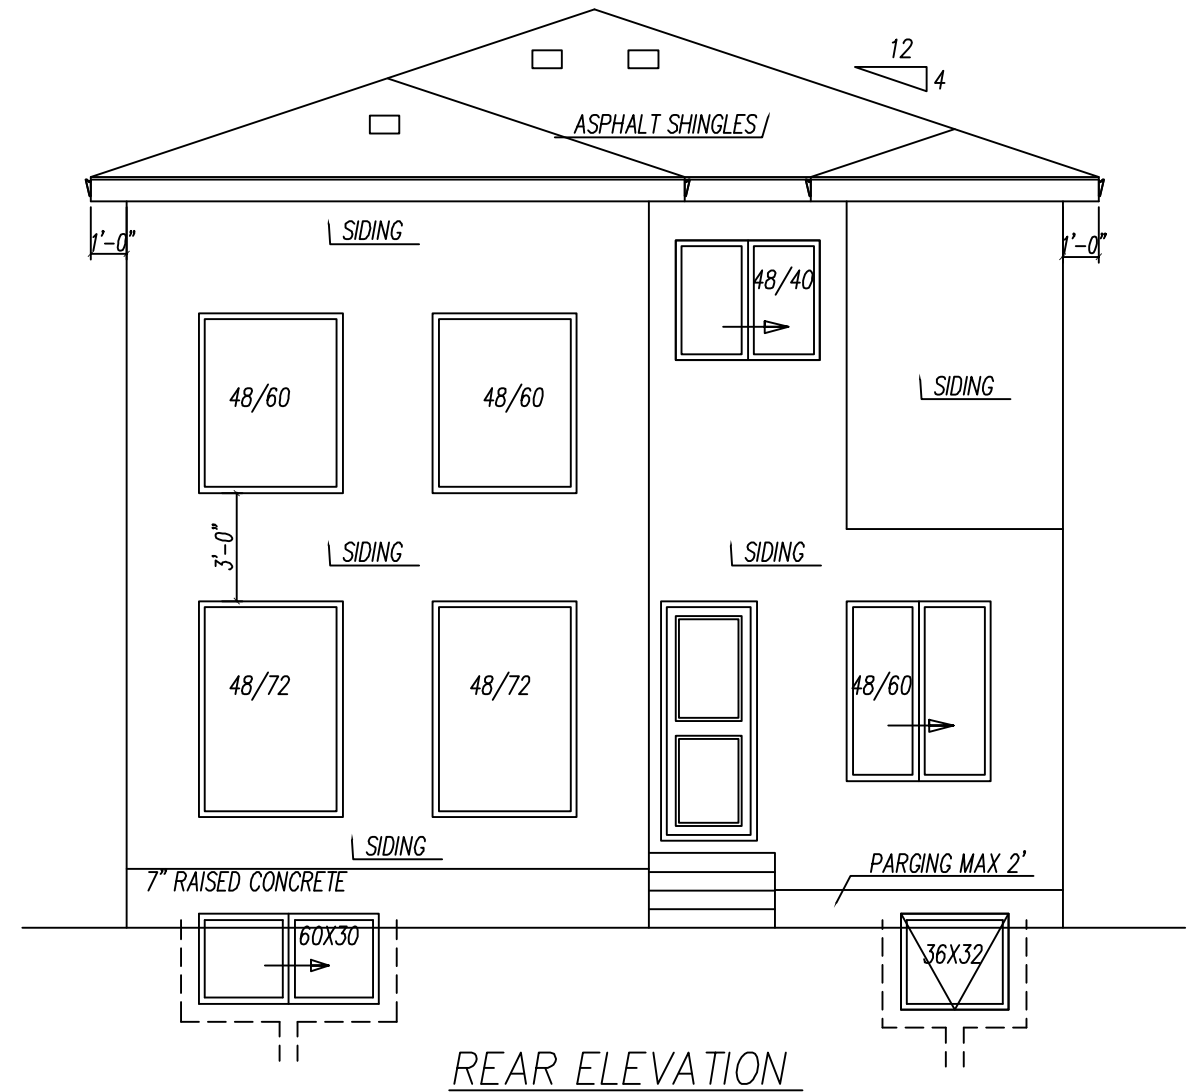 12
4
ASPHALT SHINGLES
1'-0"
SIDING
1'-0"
48/40
48/60
48/60
SIDING
3'-0"
SIDING
SIDING
48/72
48/72
48/60
SIDING
7" RAISED CONCRETE
PARGING MAX 2'
60X30
36X32
REAR ELEVATION